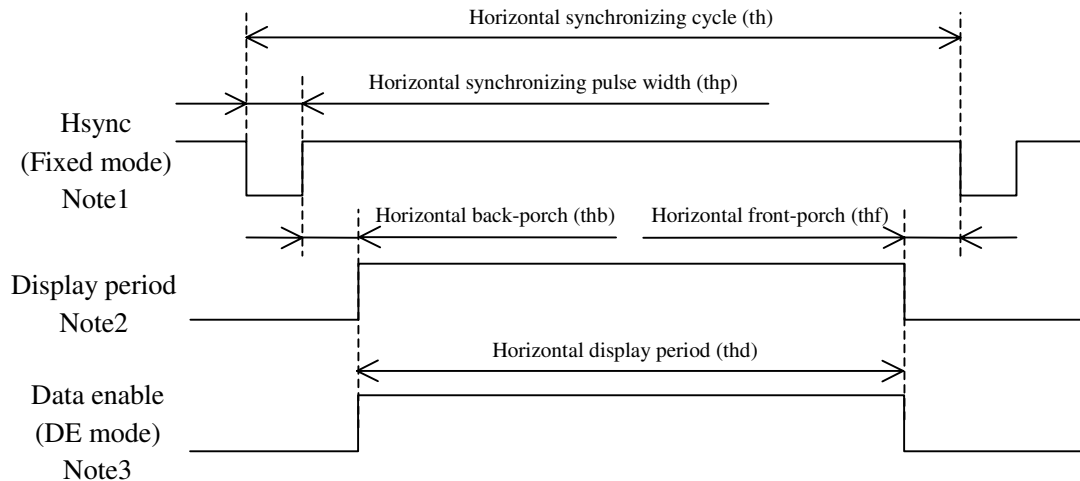 Horizontal synchronizing cycle (th)
Horizontal synchronizing pulse width (thp)
Hsync
(Fixed mode)
Note1
Horizontal back-porch (thb)
Horizontal front-porch (thf)
Display period
Note2
Horizontal display period (thd)
Data enable
(DE mode)
Note3